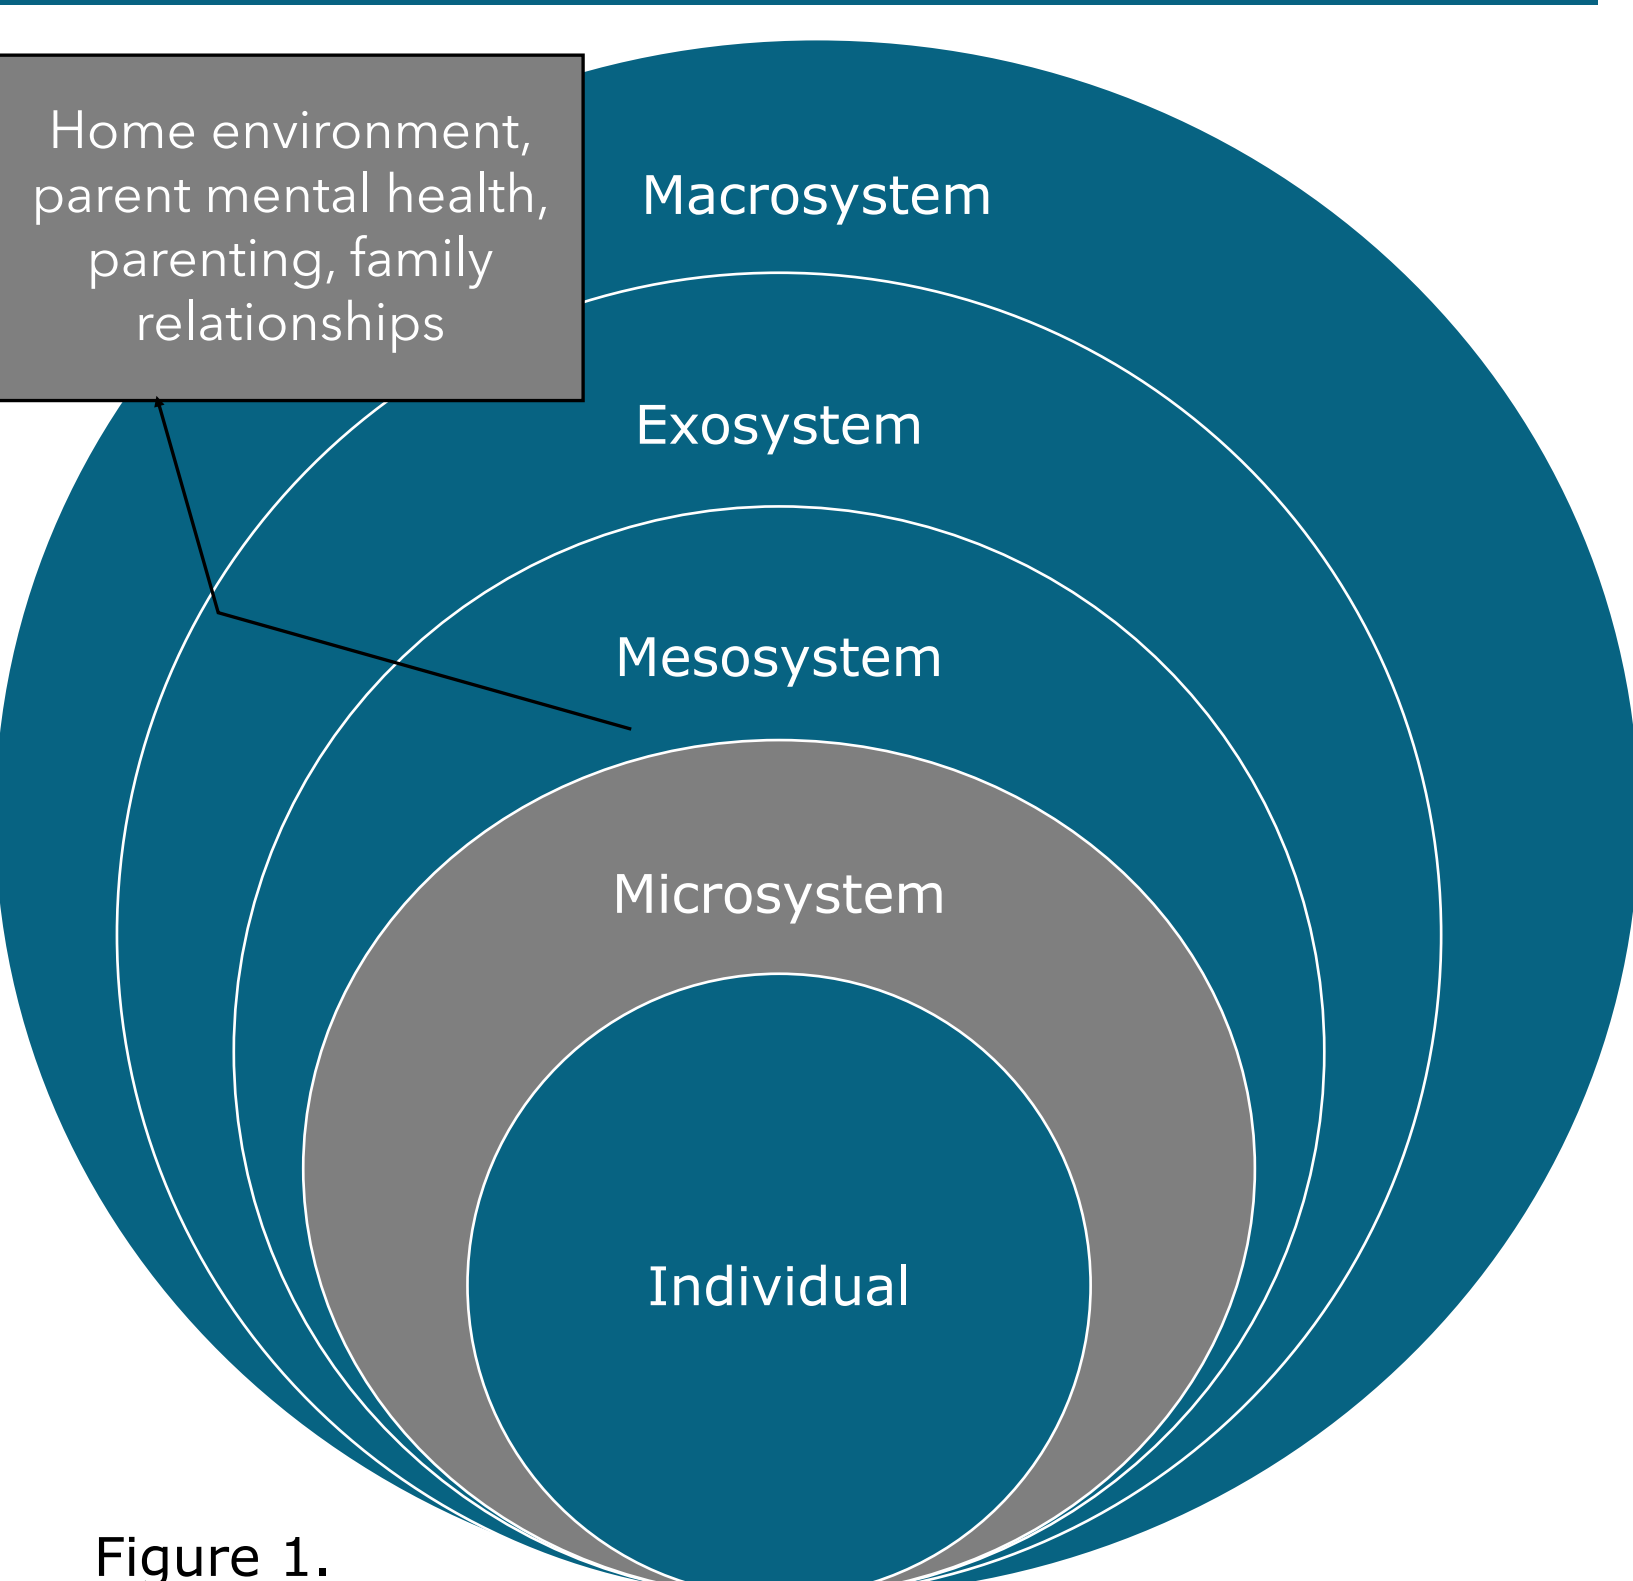 Home environment,
parent mental health,
parenting, family
relationships
Macrosystem
Exosystem
Mesosystem
Microsystem
Individual
Figure 1.